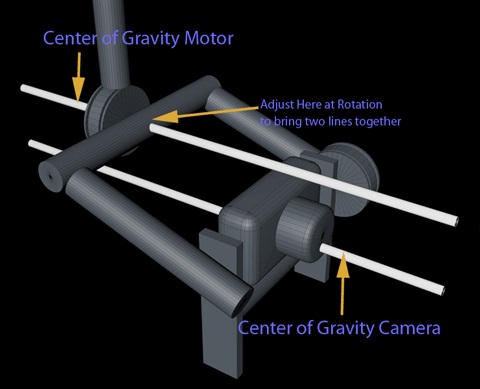 Center of Gravity Motor
Adjust Here at Rotation
to bring two lines together
Center of Gravity Camera